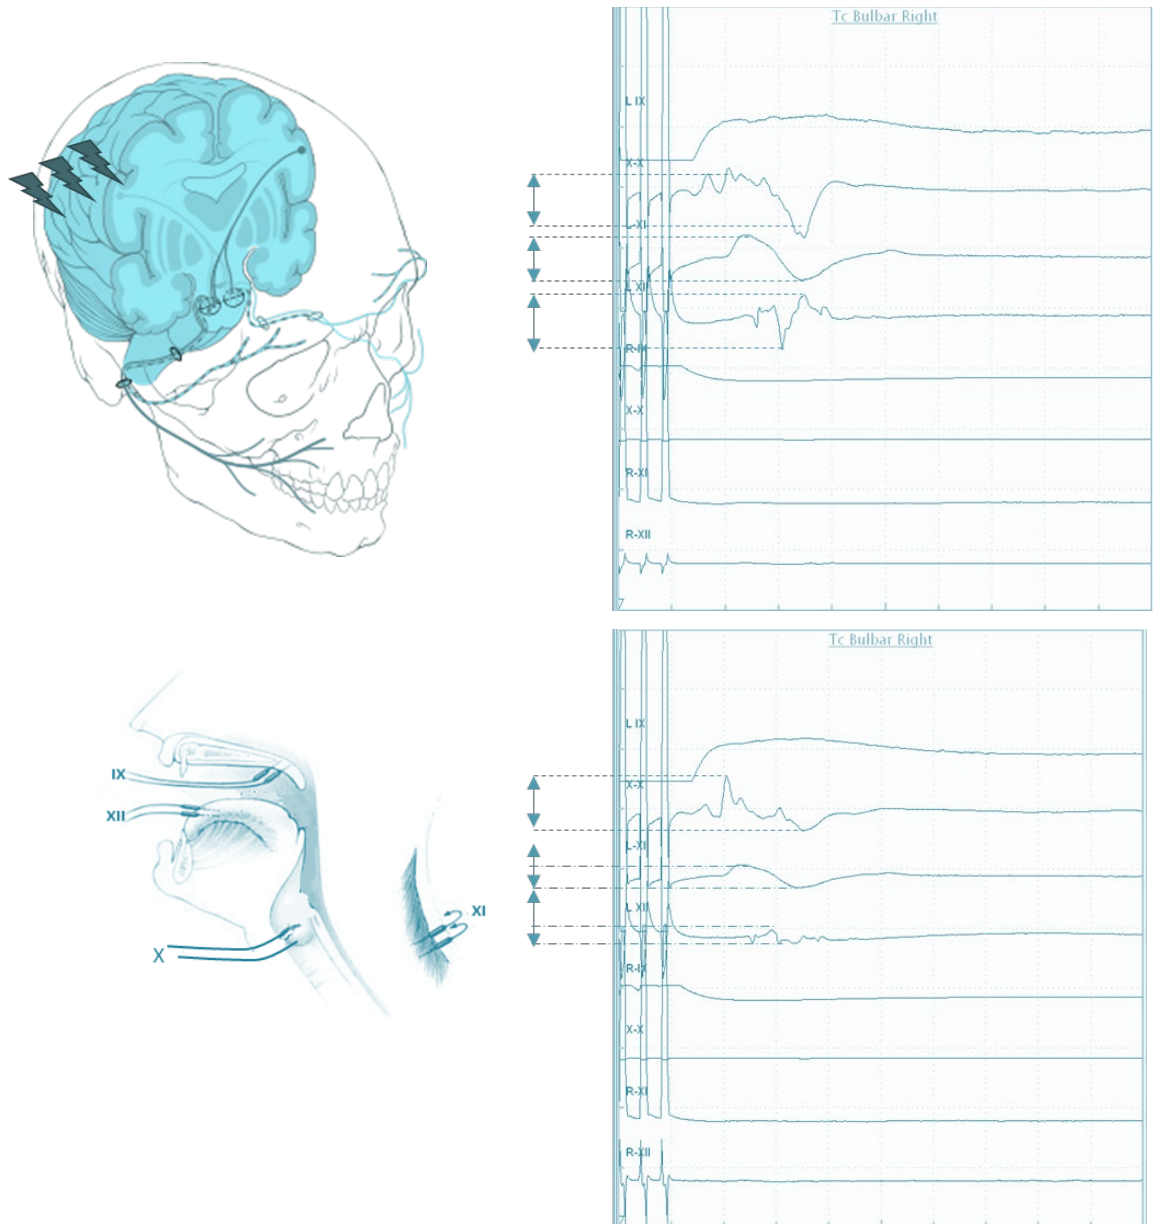 Tc Bulbar Right
L IX
X-X
L-XI
L XII
R-IX
X-X
R-XI
R-XII
7
Tc Bulbar Right
L IX
X-X
L-XI
L XII
R-IX
X-X
R-XI
R-XII
IX
XII
X
XI